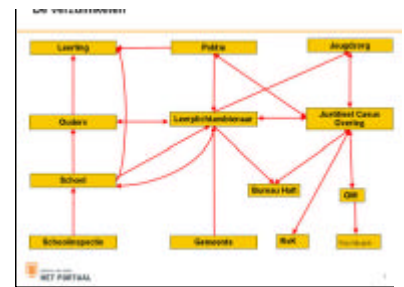 De verzuimketen
Leerling
Politie
Jeugdzorg
Ouders
Leerplichtambtenaar
Justitieel Casus
Overleg
School
Bureau Halt
OM
Schoolinspectie
Gemeente
RvK
HET PORTAAL